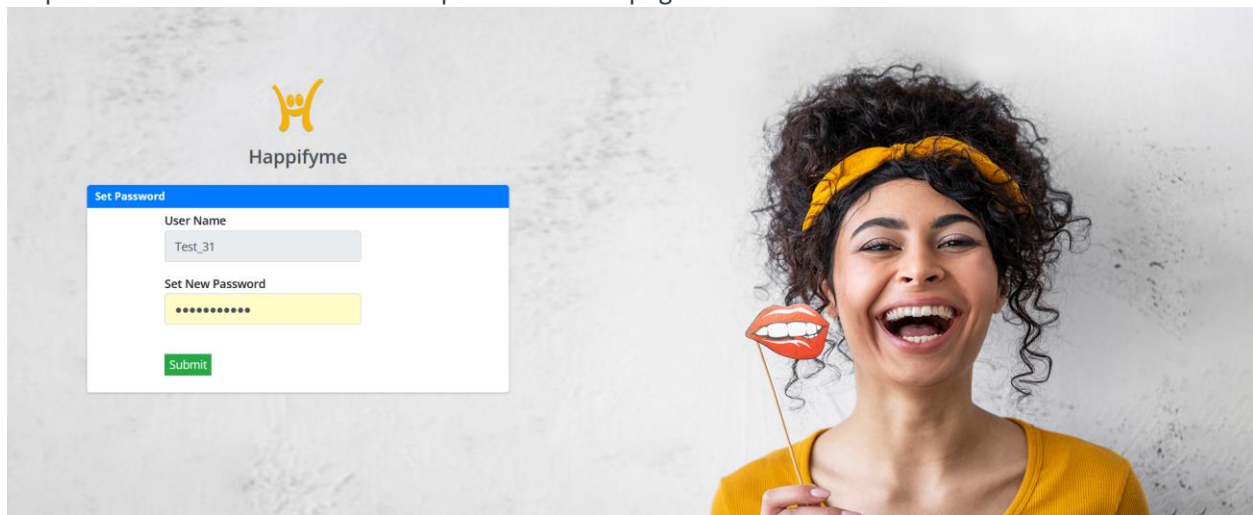 Happifyme
Set Password
User Name
Test_31
Set New Password
•••••••••••
Submit